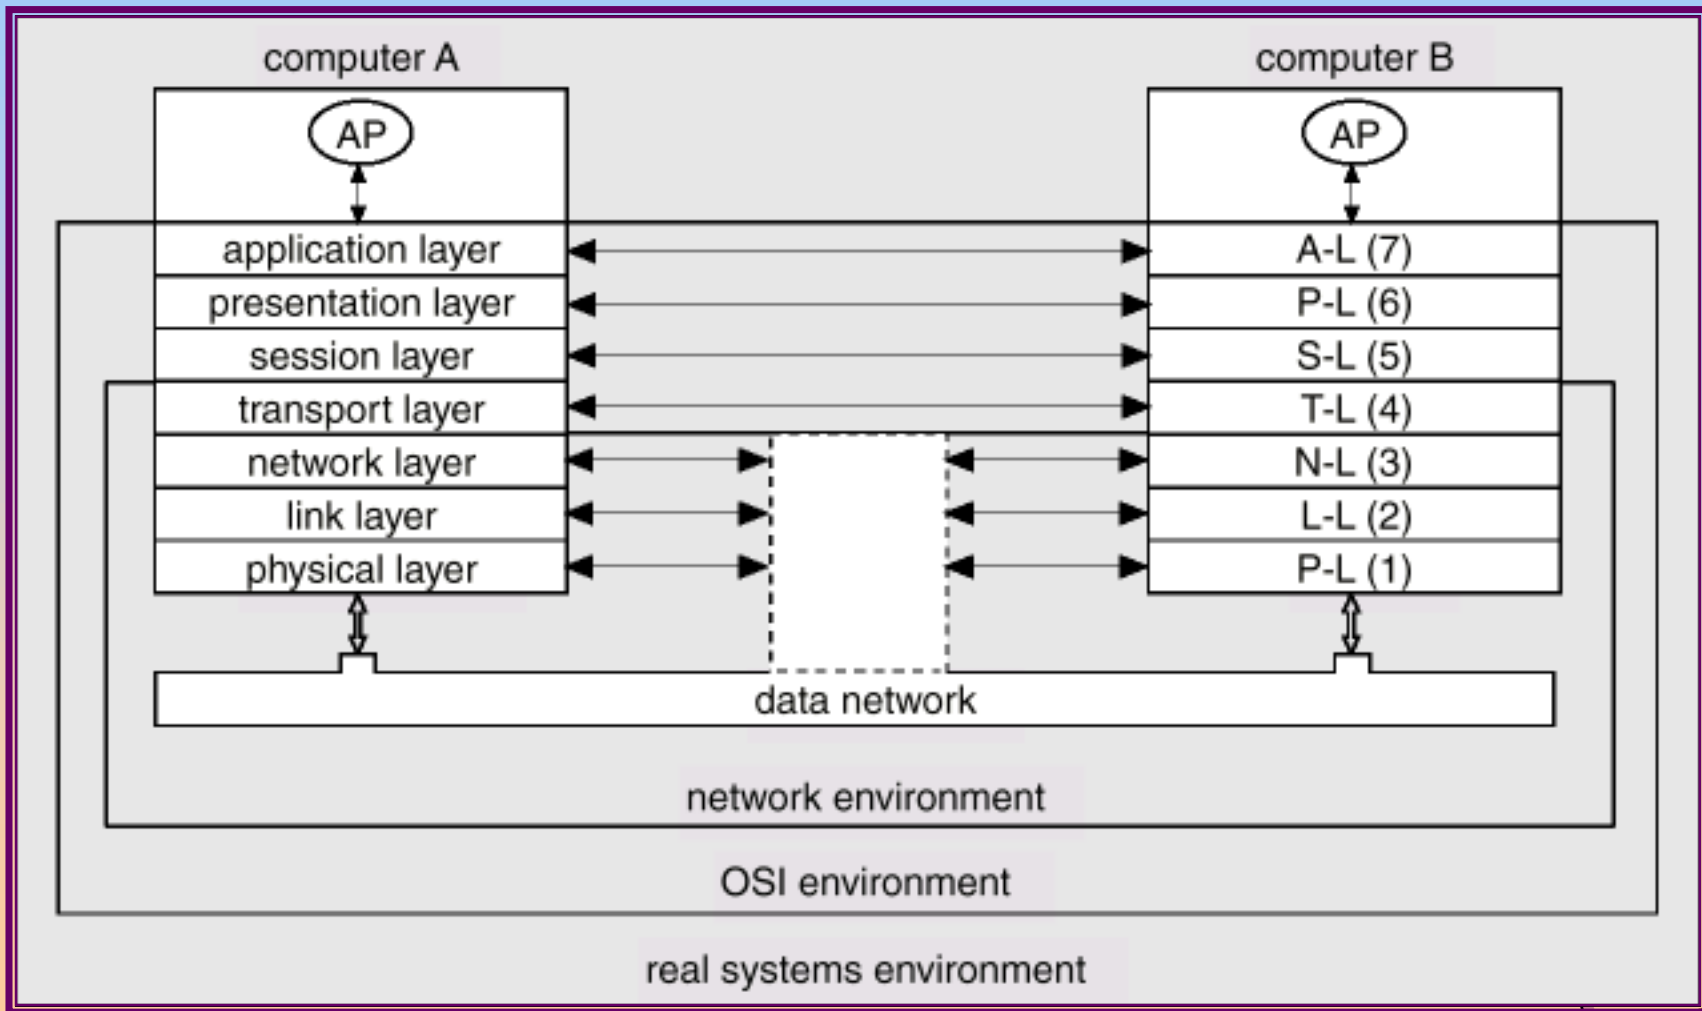 computer A
computer B
AP
AP
application layer
A-L (7)
presentation layer
P-L (6)
session layer
S-L (5)
transport layer
T-L (4)
network layer
N-L (3)
link layer
L-L (2)
physical layer
P-L (1)
data network
network environment
OSI environment
real systems environment